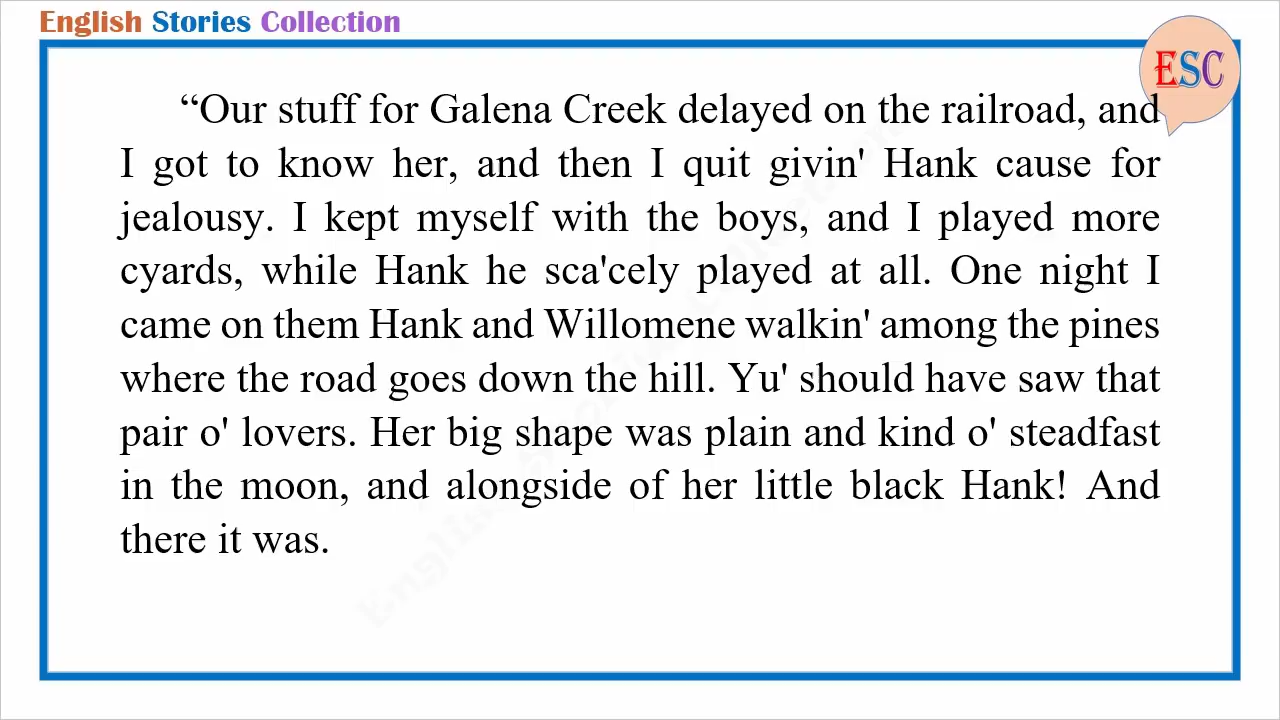 English Stories Collection
ESC
“Our stuff for Galena Creek delayed on the railroad, and
I got to know her, and then I quit givin' Hank cause for
jealousy. I kept myself with the boys, and I played more
cyards, while Hank he sca'cely played at all. One night I
came on them Hank and Willomene walkin' among the pines
where the road goes down the hill. Yu' should have saw that
pair o' lovers. Her big shape was plain and kind o' steadfast
in the moon, and alongside of her little black Hank! And
there it was.